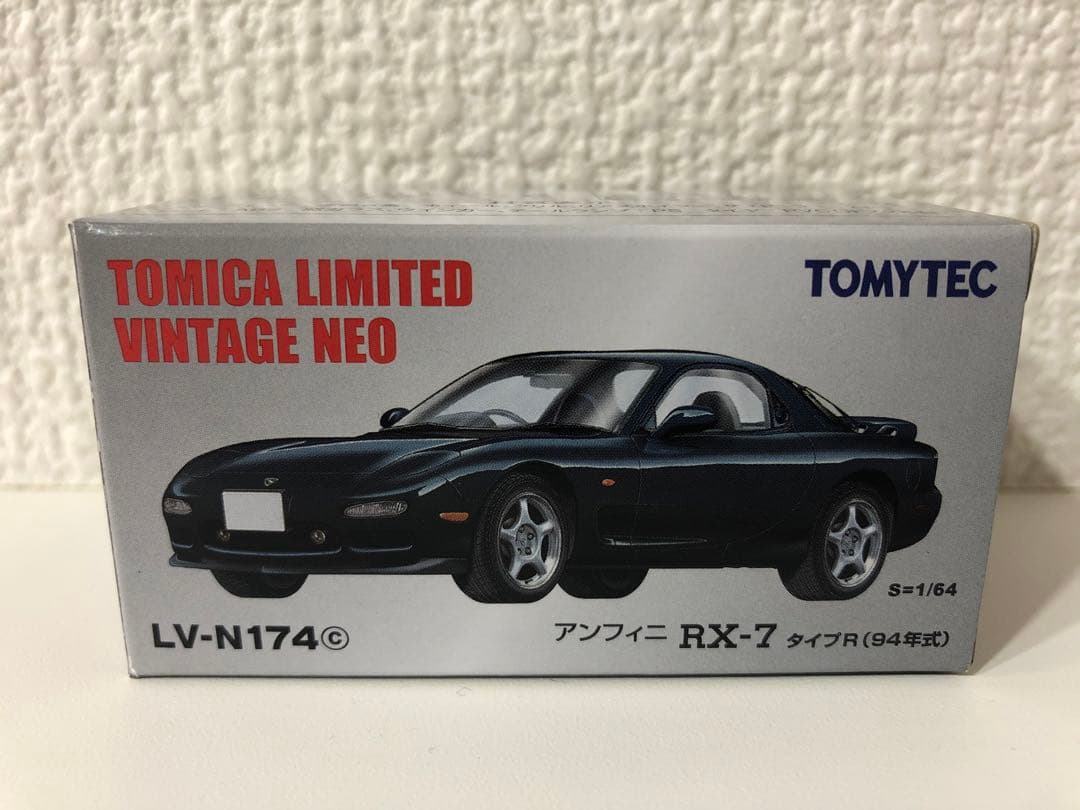 TOMICA LIMITED
VINTAGE NEO
TOMYTEC
S=1/64
LV-N174ⓒ
アンフィニ RX-7 タイプR(94年式)